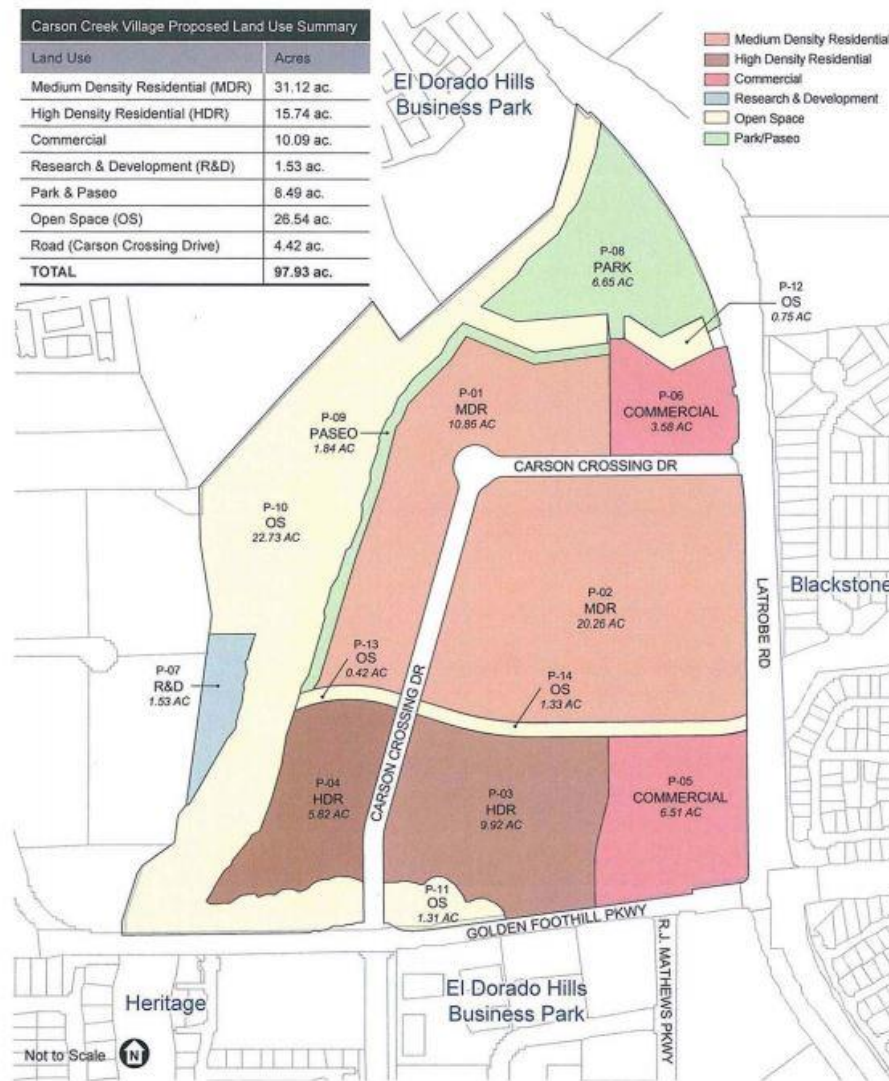 Carson Creek Village Proposed Land Use Summary
Land Use Acres
Medium Density Residential (MDR) 31.12 ac.
High Density Residential (HDR) 15.74 ac.
Commercial 10.09 ac.
Research & Development (R&D) 1.53 ac.
Park & Paseo 8.49 ac.
Open Space (OS) 26.54 ac.
Road (Carson Crossing Drive) 4.42 ac.
TOTAL 97.93 ac.
Medium Density Residential
High Density Residential
Commercial
Research & Development
Open Space
Park/Paseo
El Dorado Hills
Business Park
P-08
PARK
6.65 AC
P-12
OS
0.75 AC
P-01
MDR
10.86 AC
P-06
COMMERCIAL
3.58 AC
P-09
PASEO
1.84 AC
CARSON CROSSING DR
P-10
OS
22.73 AC
P-02
MDR
20.26 AC
LATROBE RD
Blackstone
P-13
OS
0.42 AC
P-07
R&D
1.53 AC
P-14
OS
1.33 AC
CARSON CROSSING DR
P-04
HDR
5.82 AC
P-03
HDR
9.92 AC
P-05
COMMERCIAL
6.51 AC
P-11
OS
1.31 AC
GOLDEN FOOTHILL PKWY
R.J. MATHEWS PKWY
Heritage
El Dorado Hills
Business Park
Not to Scale N